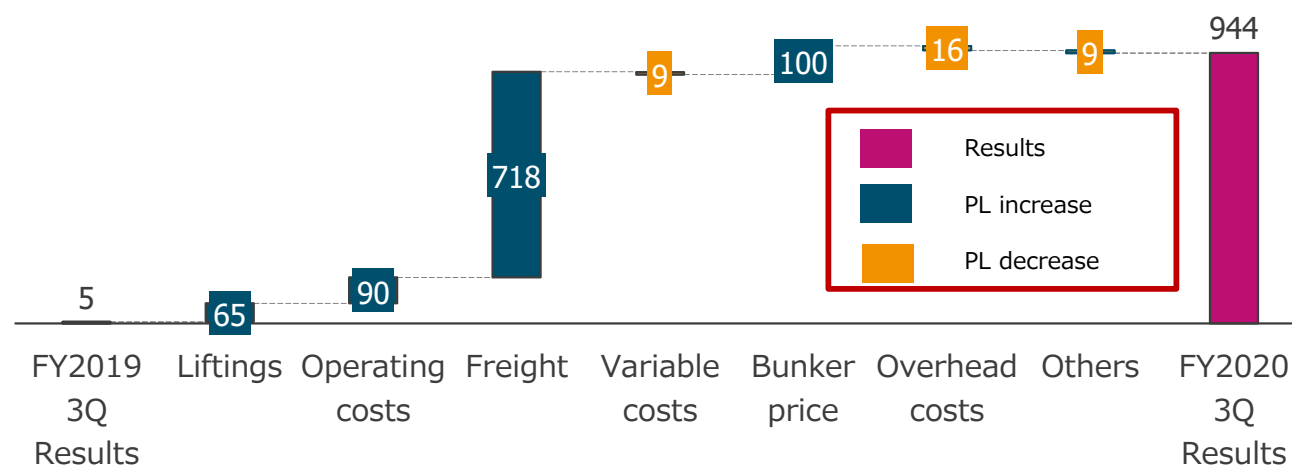 944
16
9
100
9
Results
718
PL increase
PL decrease
5
90
65
FY2019
3Q
Results
Liftings
Operating
costs
Freight
Variable
costs
Bunker
price
Overhead
costs
Others
FY2020
3Q
Results